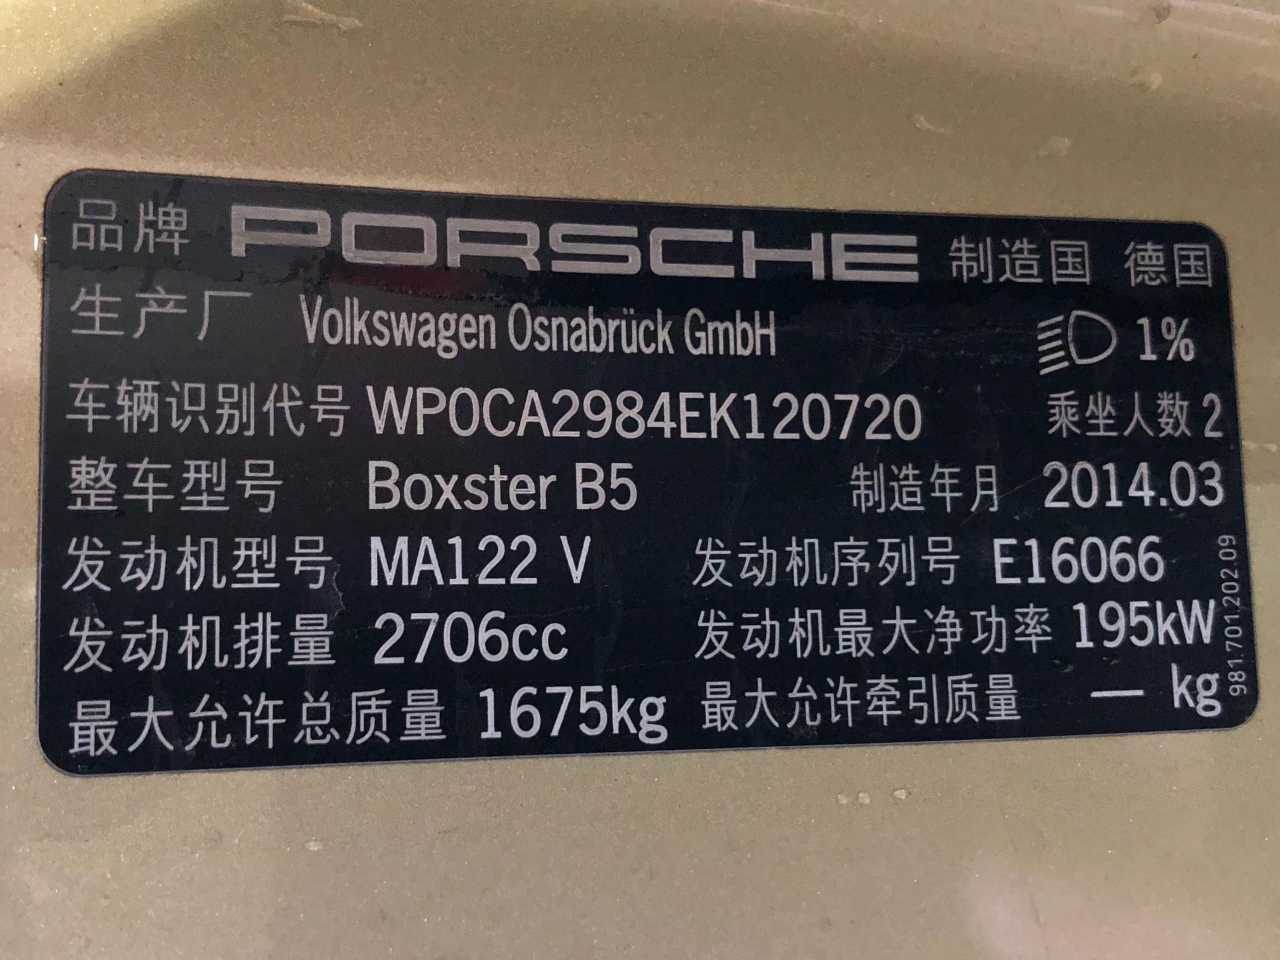 品牌 PORSCHE 制造国 德国
生产厂 Volkswagen Osnabrück GmbH 1%
车辆识别代号 WP0CA2984EK120720 乘坐人数 2
整车型号 Boxster B5 制造年月 2014.03
发动机型号 MA122 V 发动机序列号 E16066
发动机排量 2706cc 发动机最大净功率 195kW
最大允许总质量 1675kg 最大允许牵引质量 — kg
981.701.202.09